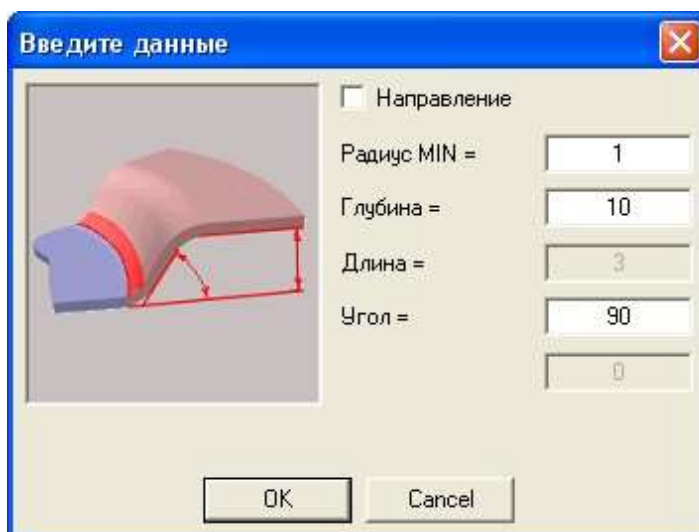 Введите данные
Направление
Радиус MIN = 1
Глубина = 10
Длина = 3
Угол = 90
0
OK Cancel